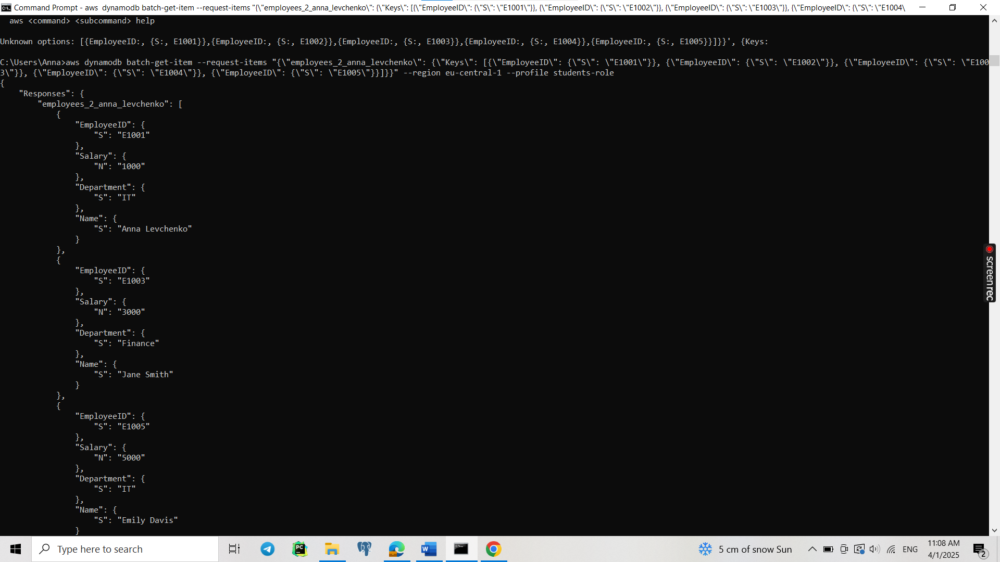 Command Prompt - aws  dynamodb batch-get-item --request-items "{\"employees_2_anna_levchenko\": {\"Keys\": [{\"EmployeeID\": {\"S\": \"E1001\"}}, {\"EmployeeID\": {\"S\": \"E1002\"}}, {\"EmployeeID\": {\"S\": \"E1003\"}}, {\"EmployeeID\": {\"S\": \"E1004\
  aws <command> <subcommand> help
Unknown options: [{EmployeeID:, {S:, E1001}},{EmployeeID:, {S:, E1002}},{EmployeeID:, {S:, E1003}},{EmployeeID:, {S:, E1004}},{EmployeeID:, {S:, E1005}}]}}', {Keys:
C:\Users\Anna>aws dynamodb batch-get-item --request-items "{\"employees_2_anna_levchenko\": {\"Keys\": [{\"EmployeeID\": {\"S\": \"E1001\"}}, {\"EmployeeID\": {\"S\": \"E1002\"}}, {\"EmployeeID\": {\"S\": \"E100
3\"}}, {\"EmployeeID\": {\"S\": \"E1004\"}}, {\"EmployeeID\": {\"S\": \"E1005\"}}]}}" --region eu-central-1 --profile students-role
{
    "Responses": {
        "employees_2_anna_levchenko": [
            {
                "EmployeeID": {
                    "S": "E1001"
                },
                "Salary": {
                    "N": "1000"
                },
                "Department": {
                    "S": "IT"
                },
                "Name": {
                    "S": "Anna Levchenko"
                }
            },
            {
                "EmployeeID": {
                    "S": "E1003"
                },
                "Salary": {
                    "N": "3000"
                },
                "Department": {
                    "S": "Finance"
                },
                "Name": {
                    "S": "Jane Smith"
                }
            },
            {
                "EmployeeID": {
                    "S": "E1005"
                },
                "Salary": {
                    "N": "5000"
                },
                "Department": {
                    "S": "IT"
                },
                "Name": {
                    "S": "Emily Davis"
                }
screenrec
Type here to search
PC
W
5 cm of snow Sun
ENG
11:08 AM
4/1/2025
2